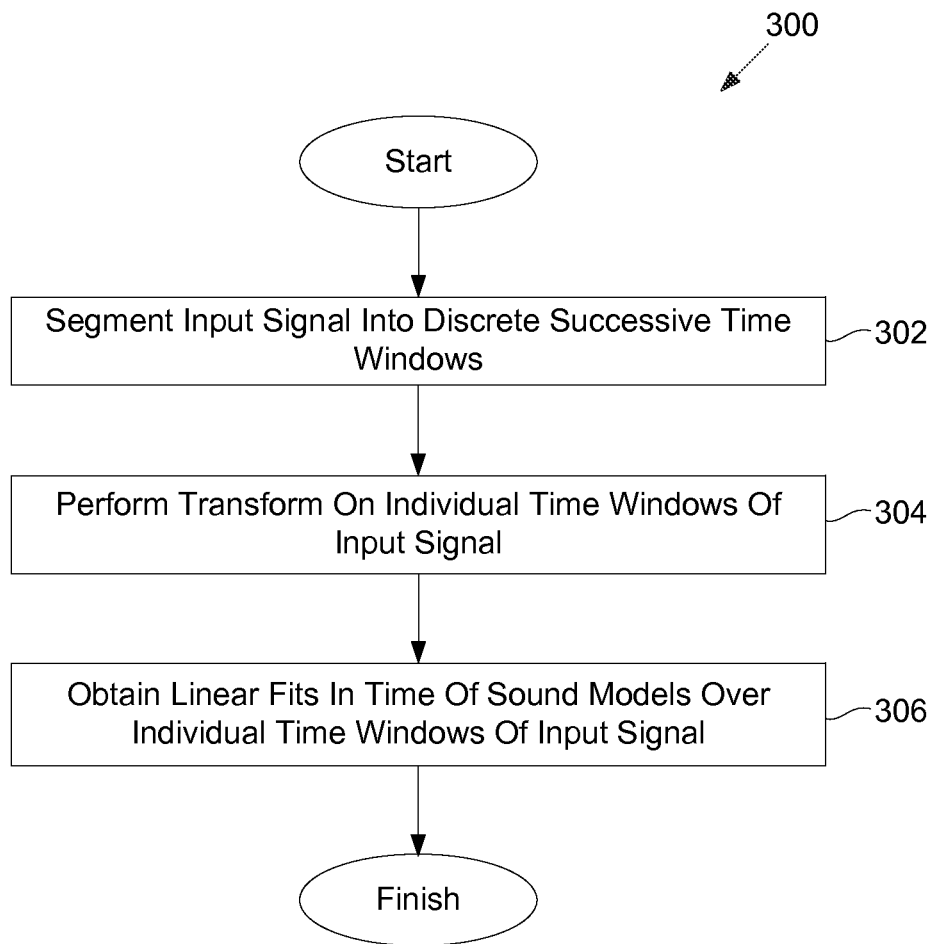 300
Start
Segment Input Signal Into Discrete Successive Time
Windows
302
Perform Transform On Individual Time Windows Of
Input Signal
304
Obtain Linear Fits In Time Of Sound Models Over
Individual Time Windows Of Input Signal
306
Finish